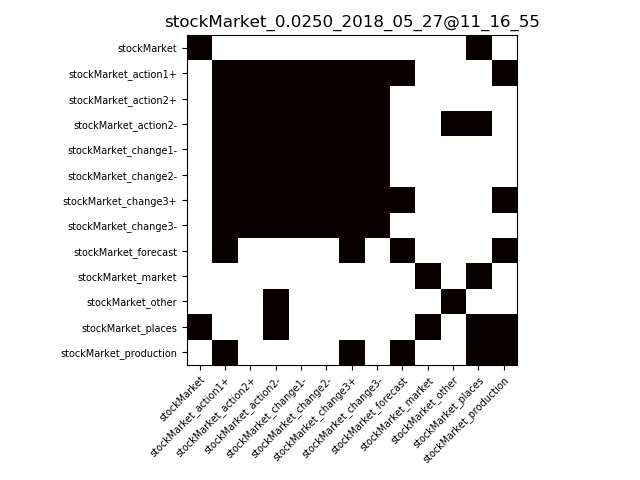 stockMarket_0.0250_2018_05_27@11_16_55
stockMarket
stockMarket_action1+
stockMarket_action2+
stockMarket_action2-
stockMarket_change1-
stockMarket_change2-
stockMarket_change3+
stockMarket_change3-
stockMarket_forecast
stockMarket_market
stockMarket_other
stockMarket_places
stockMarket_production
stockMarket
stockMarket_action1+
stockMarket_action2+
stockMarket_action2-
stockMarket_change1-
stockMarket_change2-
stockMarket_change3+
stockMarket_change3-
stockMarket_forecast
stockMarket_market
stockMarket_other
stockMarket_places
stockMarket_production